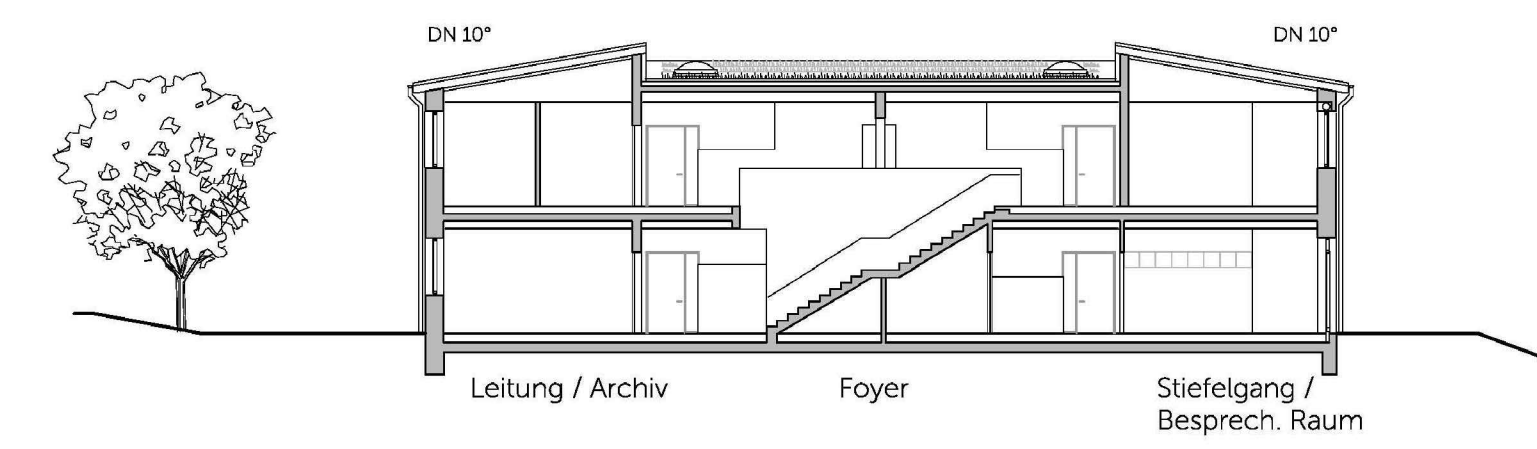 DN 10°
DN 10°
Leitung / Archiv
Foyer
Stiefelgang /
Besprech. Raum